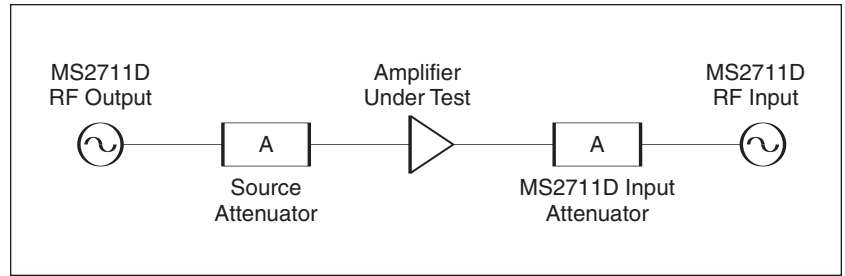 MS2711D
RF Output
Amplifier
Under Test
MS2711D
RF Input
A
A
Source
Attenuator
MS2711D Input
Attenuator